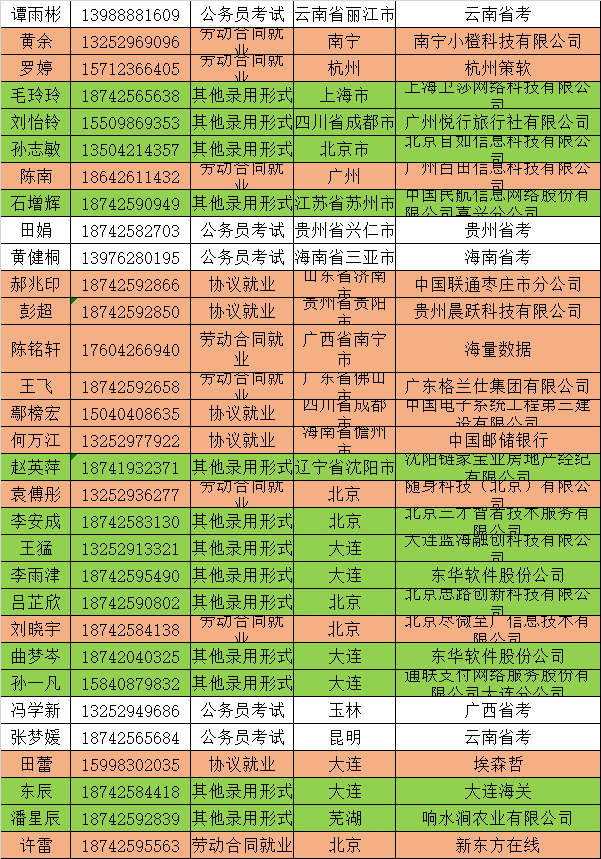 谭雨彬 13988881609 公务员考试 云南省丽江市 云南省考
黄余 13252969096 劳动合同就业 南宁 南宁小橙科技有限公司
罗婷 15712366405 劳动合同就业 杭州 杭州策软
毛玲玲 18742565638 其他录用形式 上海市 上海卫莎网络科技有限公司
刘怡铃 15509869353 其他录用形式 四川省成都市 广州悦行旅行社有限公司
孙志敏 13504214357 其他录用形式 北京市 北京自如信息科技有限公司
陈南 18642611432 劳动合同就业 广州 广州百田信息科技有限公司
石增辉 18742590949 其他录用形式 江苏省苏州市 中国民航信息网络股份有限公司嘉兴分公司
田娟 18742582703 公务员考试 贵州省兴仁市 贵州省考
黄健桐 13976280195 公务员考试 海南省三亚市 海南省考
郝兆印 18742592866 协议就业 山东省济南市 中国联通枣庄市分公司
彭超 18742592850 协议就业 贵州省贵阳市 贵州晨跃科技有限公司
陈铭轩 17604266940 劳动合同就业 广西省南宁市 海量数据
王飞 18742592658 劳动合同就业 广东省佛山市 广东格兰仕集团有限公司
鄢榜宏 15040408635 协议就业 四川省成都市 中国电子系统工程第三建设有限公司
何万江 13252977922 协议就业 海南省儋州市 中国邮储银行
赵英萍 18741932371 其他录用形式 辽宁省沈阳市 沈阳链家宝业房地产经纪有限公司
袁傅彤 13252936277 劳动合同就业 北京 随身科技（北京）有限公司
李安成 18742583130 其他录用形式 北京 北京三才智者技术服务有限公司
王猛 13252913321 其他录用形式 大连 大连蓝海融创科技有限公司
李雨津 18742595490 其他录用形式 大连 东华软件股份公司
吕芷欣 18742590802 其他录用形式 北京 北京思路创新科技有限公司
刘晓宇 18742584138 劳动合同就业 北京 北京尽微至广信息技术有限公司
曲梦岑 18742040325 其他录用形式 大连 东华软件股份公司
孙一凡 15840879832 其他录用形式 大连 通联支付网络服务股份有限公司大连分公司
冯学新 13252949686 公务员考试 玉林 广西省考
张梦媛 18742565684 公务员考试 昆明 云南省考
田蕾 15998302035 协议就业 大连 埃森哲
东辰 18742584418 其他录用形式 大连 大连海关
潘星辰 18742592839 其他录用形式 芜湖 响水涧农业有限公司
许雷 18742595563 劳动合同就业 北京 新东方在线